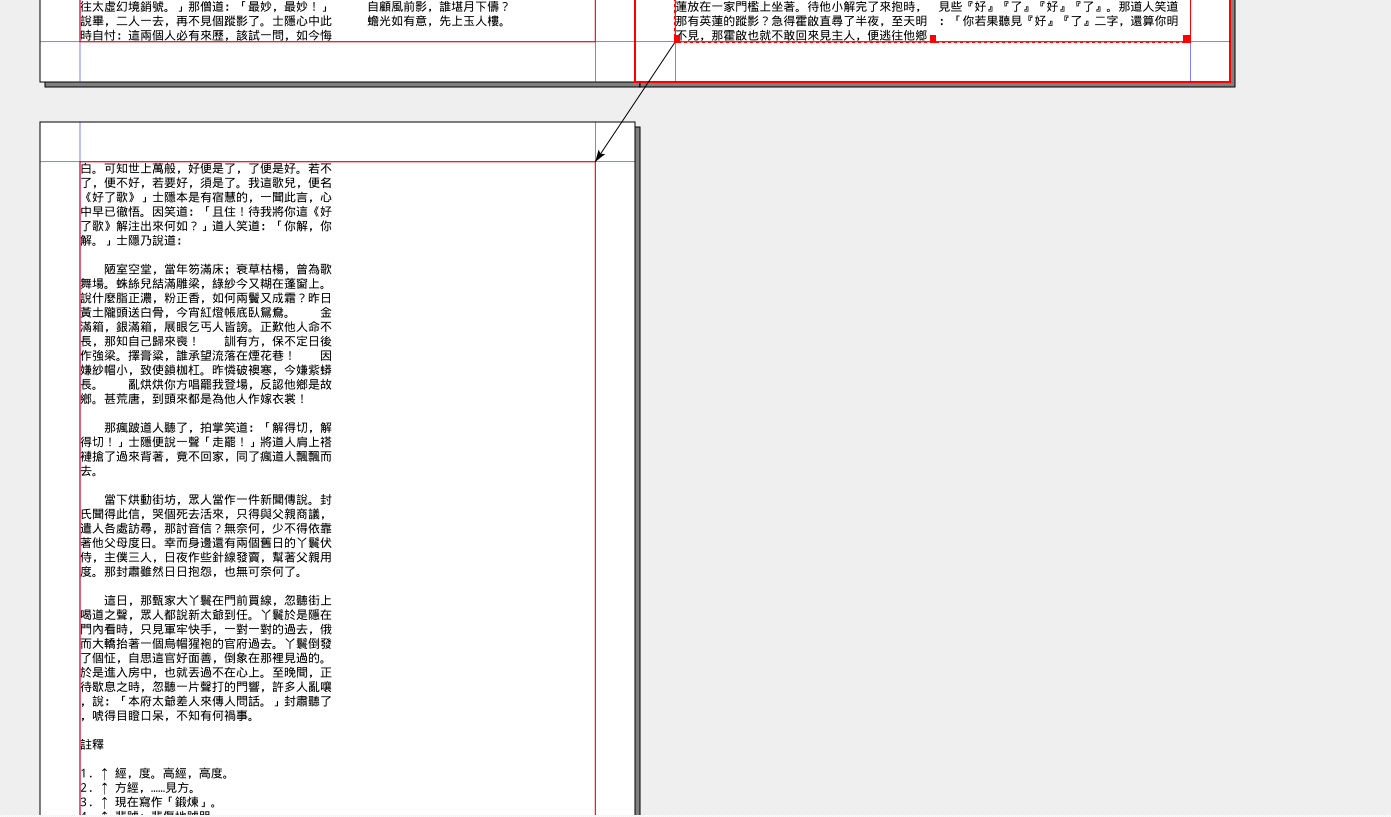 往太虛幻境銷號。」那僧道：「最妙，最妙！」
說畢，二人一去，再不見個蹤影了。士隱心中此
時自忖：這兩個人必有來歷，該試一問，如今悔
自顧風前影，誰堪月下儔？
蟾光如有意，先上玉人樓。
蓮放在一家門檻上坐著。待他小解完了來抱時，
那有英蓮的蹤影？急得霍啟直尋了半夜，至天明
不見，那霍啟也就不敢回來見主人，便逃往他鄉
見些『好』『了』『好』『了』。那道人笑道
：「你若果聽見『好』『了』二字，還算你明
白。可知世上萬般，好便是了，了便是好。若不
了，便不好，若要好，須是了。我這歌兒，便名
《好了歌》」士隱本是有宿慧的，一聞此言，心
中早已徹悟。因笑道：「且住！待我將你這《好
了歌》解注出來何如？」道人笑道：「你解，你
解。」士隱乃說道：
陋室空堂，當年笏滿床；衰草枯楊，曾為歌
舞場。蛛絲兒結滿雕梁，綠紗今又糊在蓬窗上。
說什麼脂正濃，粉正香，如何兩鬢又成霜？昨日
黃土隴頭送白骨，今宵紅燈帳底臥鴛鴦。　　金
滿箱，銀滿箱，展眼乞丐人皆謗。正歎他人命不
長，那知自己歸來喪！　　訓有方，保不定日後
作強梁。擇膏粱，誰承望流落在煙花巷！　　因
嫌紗帽小，致使鎖枷杠。昨憐破襖寒，今嫌紫蟒
長。　　亂烘烘你方唱罷我登場，反認他鄉是故
鄉。甚荒唐，到頭來都是為他人作嫁衣裳！
那瘋跛道人聽了，拍掌笑道：「解得切，解
得切！」士隱便說一聲「走罷！」將道人肩上褡
褳搶了過來背著，竟不回家，同了瘋道人飄飄而
去。
當下烘動街坊，眾人當作一件新聞傳說。封
氏聞得此信，哭個死去活來，只得與父親商議，
遣人各處訪尋，那討音信？無奈何，少不得依靠
著他父母度日。幸而身邊還有兩個舊日的丫鬟伏
侍，主僕三人，日夜作些針線發賣，幫著父親用
度。那封肅雖然日日抱怨，也無可奈何了。
這日，那甄家大丫鬟在門前買線，忽聽街上
喝道之聲，眾人都說新太爺到任。丫鬟於是隱在
門內看時，只見軍牢快手，一對一對的過去，俄
而大轎抬著一個烏帽猩袍的官府過去。丫鬟倒發
了個怔，自思這官好面善，倒象在那裡見過的。
於是進入房中，也就丟過不在心上。至晚間，正
待歇息之時，忽聽一片聲打的門響，許多人亂嚷
，說：「本府太爺差人來傳人問話。」封肅聽了
，唬得目瞪口呆，不知有何禍事。
註釋
1. ↑ 經，度。高經，高度。
2. ↑ 方經，……見方。
3. ↑ 現在寫作「鍛煉」。